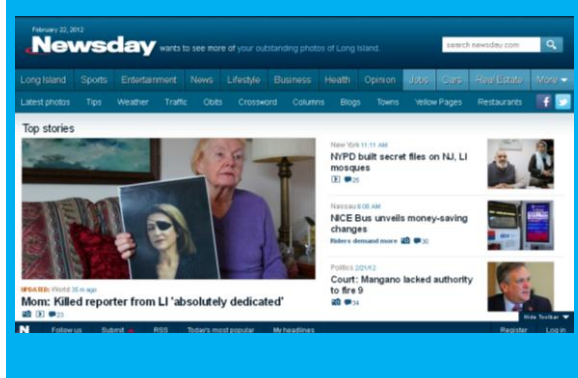 February 22, 2012
Newsday wants to see more of your outstanding photos of Long Island.
search newsday.com
Long Island Sports Entertainment News Lifestyle Business Health Opinion Jobs Cars Real Estate More
Latest photos Tips Weather Traffic Obits Crossword Columns Blogs Towns Yellow Pages Restaurants
Top stories
New York 11:11 AM
NYPD built secret files on NJ, LI
mosques
25
Nassau 8:08 AM
NICE Bus unveils money-saving
changes
Riders demand more 30
Politics 2/21/12
Court: Mangano lacked authority
to fire 9
34
UPDATED: World 35 m ago
Mom: Killed reporter from LI 'absolutely dedicated'
23
Hide Toolbar
N Follow us Submit RSS Today's most popular My headlines Register Log in